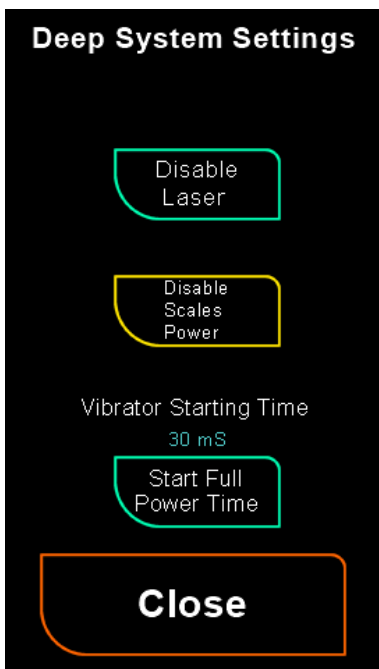 Deep System Settings
Disable
Laser
Disable
Scales
Power
Vibrator Starting Time
30 mS
Start Full
Power Time
Close